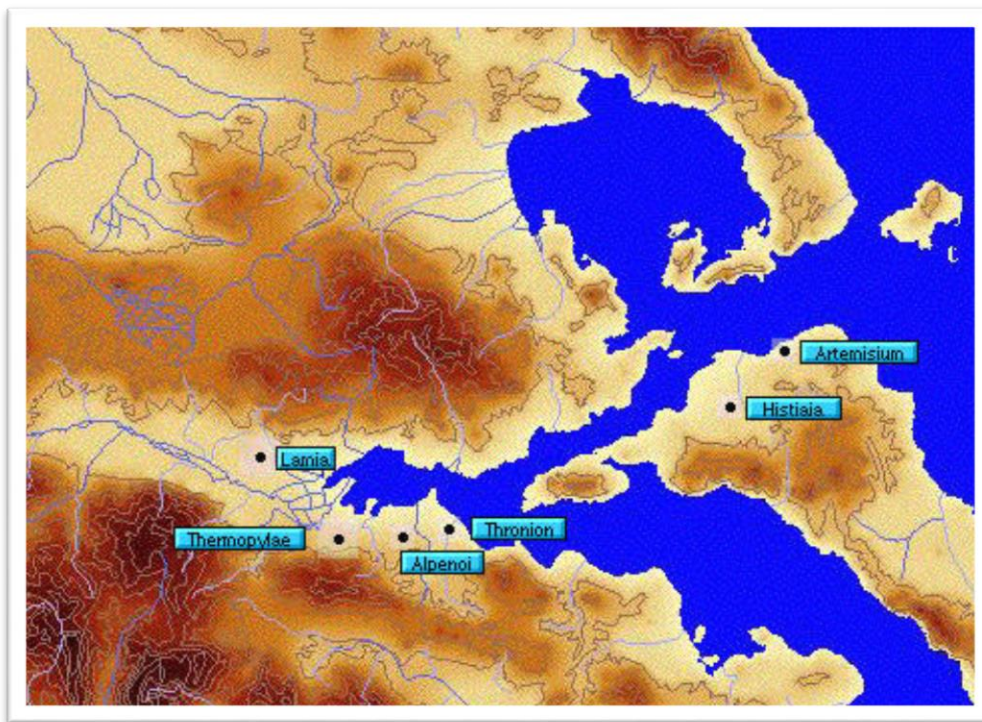 Artemisium
Histiaia
Lamia
Thermopylae
Thronion
Alpenoi